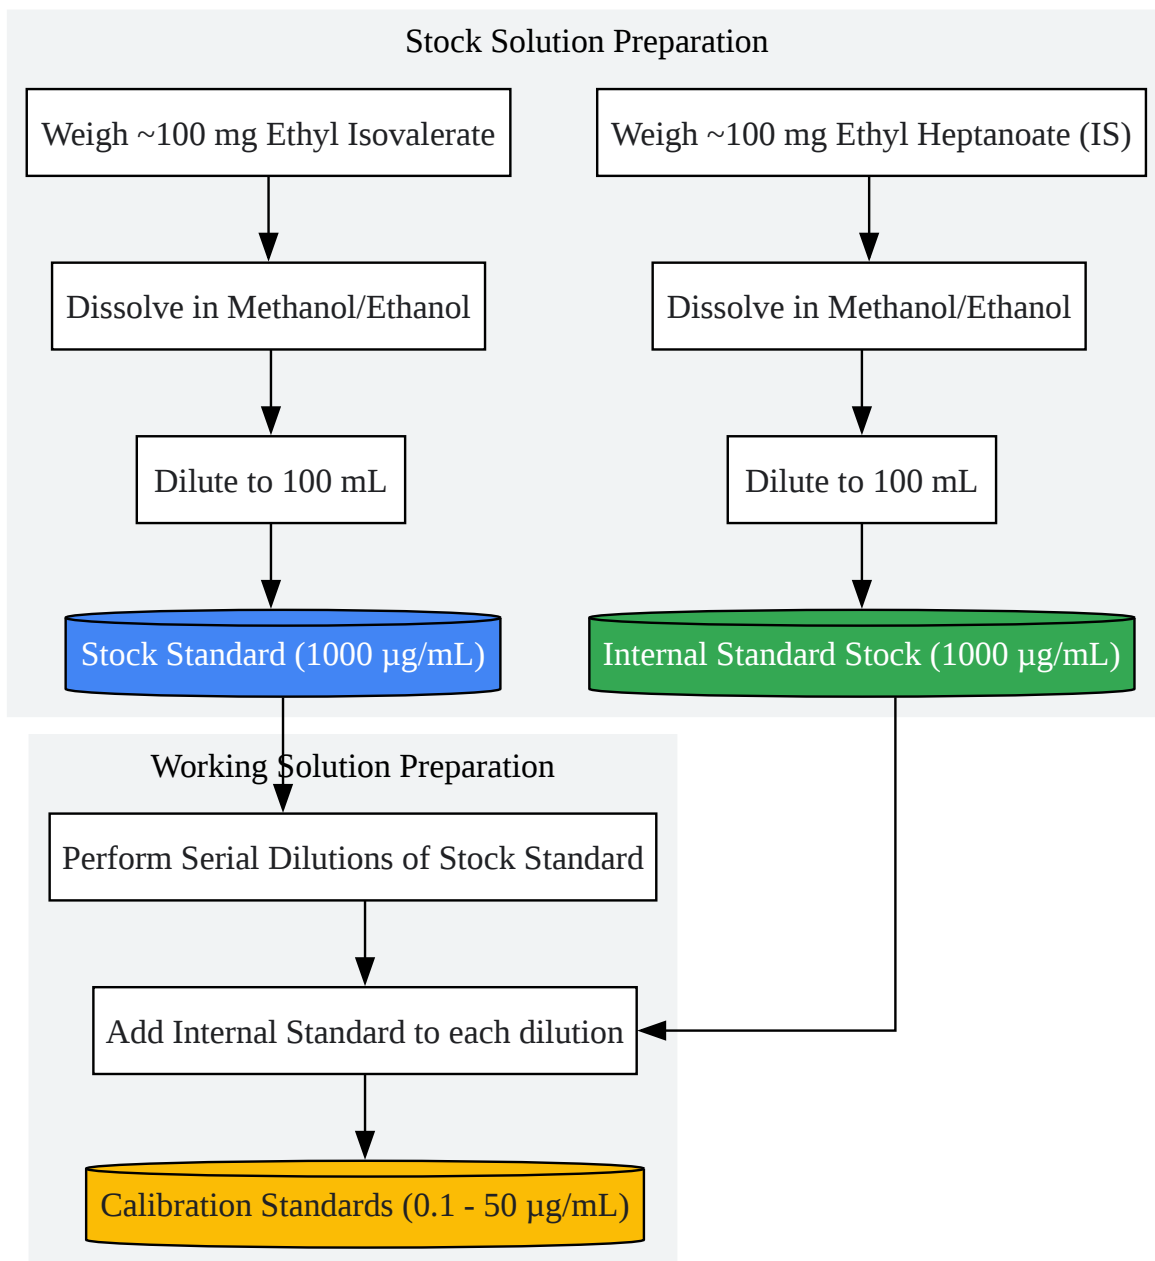 Stock Solution Preparation
Weigh ~100 mg Ethyl Isovalerate
Weigh ~100 mg Ethyl Heptanoate (IS)
Dissolve in Methanol/Ethanol
Dissolve in Methanol/Ethanol
Dilute to 100 mL
Dilute to 100 mL
Stock Standard (1000 µg/mL)
Internal Standard Stock (1000 µg/mL)
Working Solution Preparation
Perform Serial Dilutions of Stock Standard
Add Internal Standard to each dilution
Calibration Standards (0.1 - 50 µg/mL)